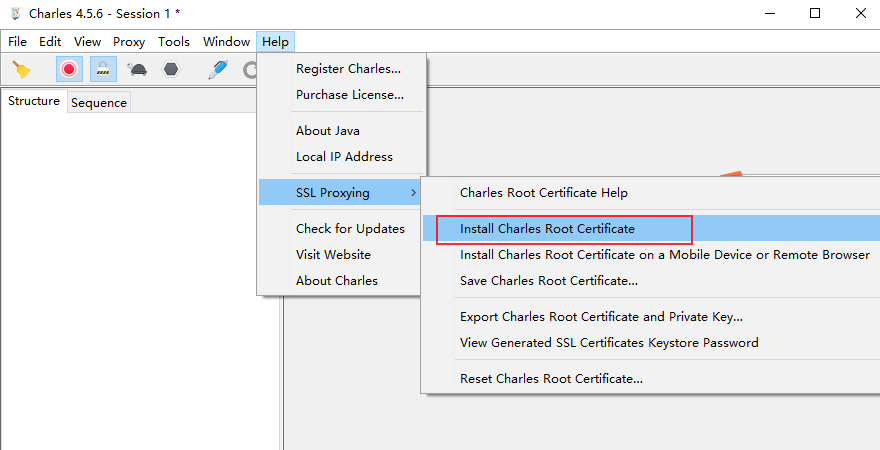 Charles 4.5.6 - Session 1 *
File Edit View Proxy Tools Window Help
Structure Sequence
Register Charles...
Purchase License...
About Java
Local IP Address
SSL Proxying
Check for Updates
Visit Website
About Charles
Charles Root Certificate Help
Install Charles Root Certificate
Install Charles Root Certificate on a Mobile Device or Remote Browser
Save Charles Root Certificate...
Export Charles Root Certificate and Private Key...
View Generated SSL Certificates Keystore Password
Reset Charles Root Certificate...